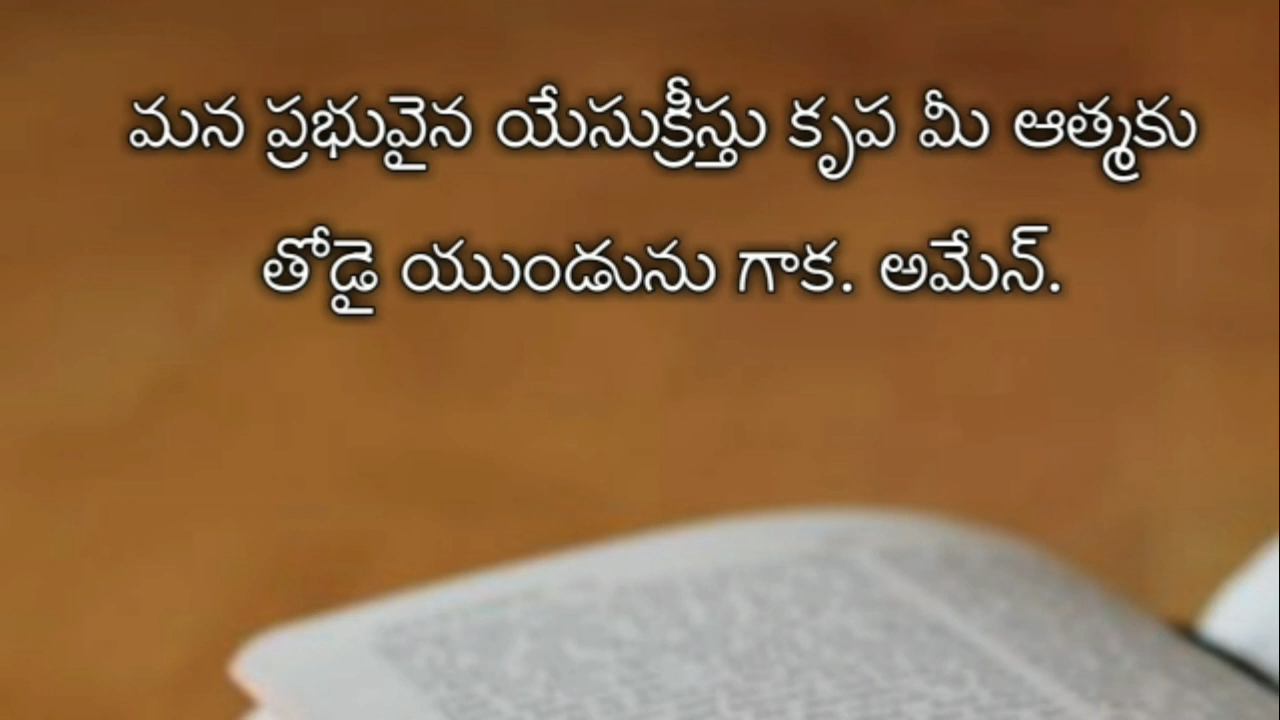 మన ప్రభువైన యేసుక్రీస్తు కృప మీ ఆత్మకు
తోడై యుండును గాక. అమేన్.